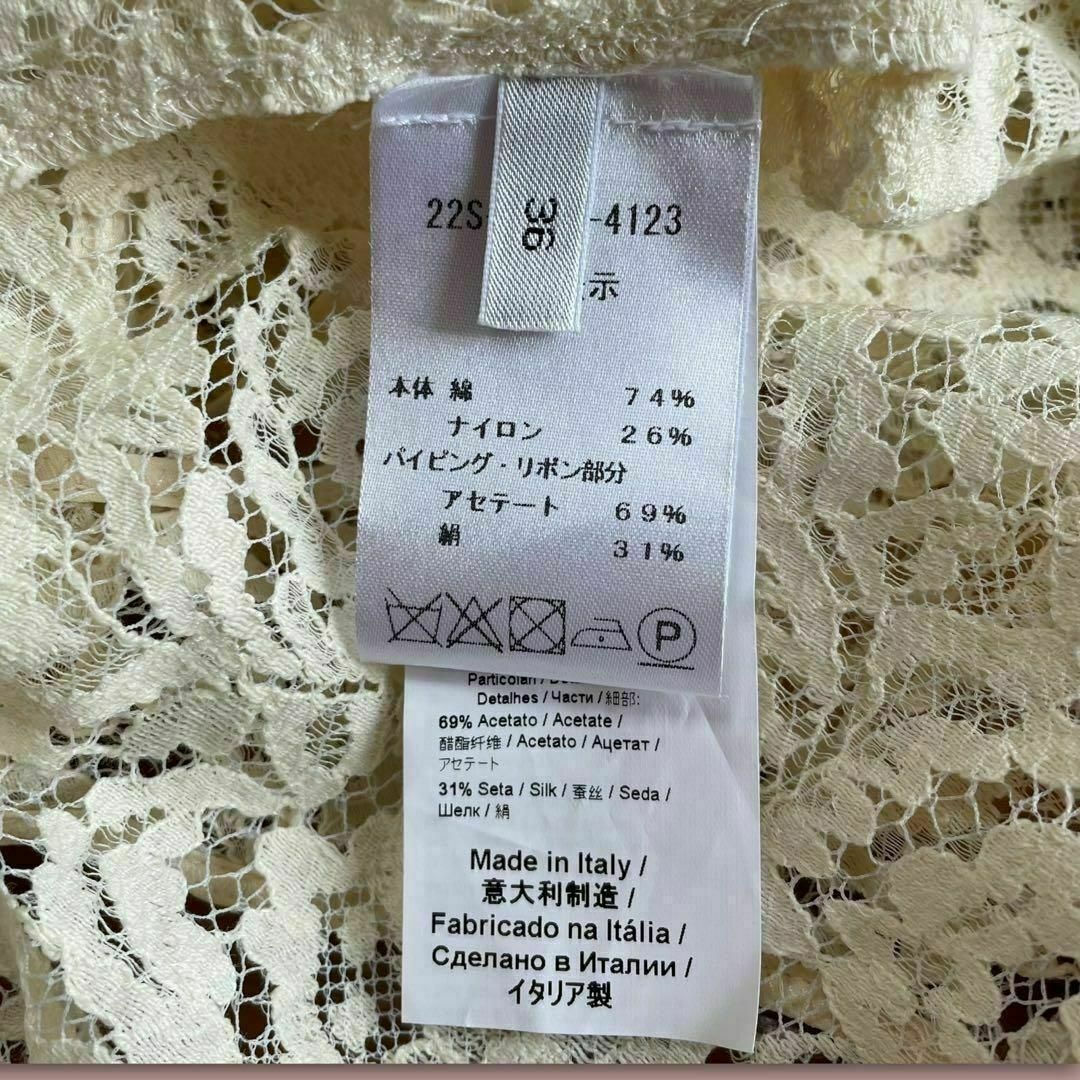 22S -4123
36
示
本体 綿 74%
ナイロン 26%
パイピング・リボン部分
アセテート 69%
絹 31%
P
Detalhes / Части / 細部:
69% Acetato / Acetate /
醋酯纤维 / Acetato / Ацетат /
アセテート
31% Seta / Silk / 蚕丝 / Seda /
Шелк / 絹
Made in Italy /
意大利制造 /
Fabricado na Itália /
Сделано в Италии /
イタリア製